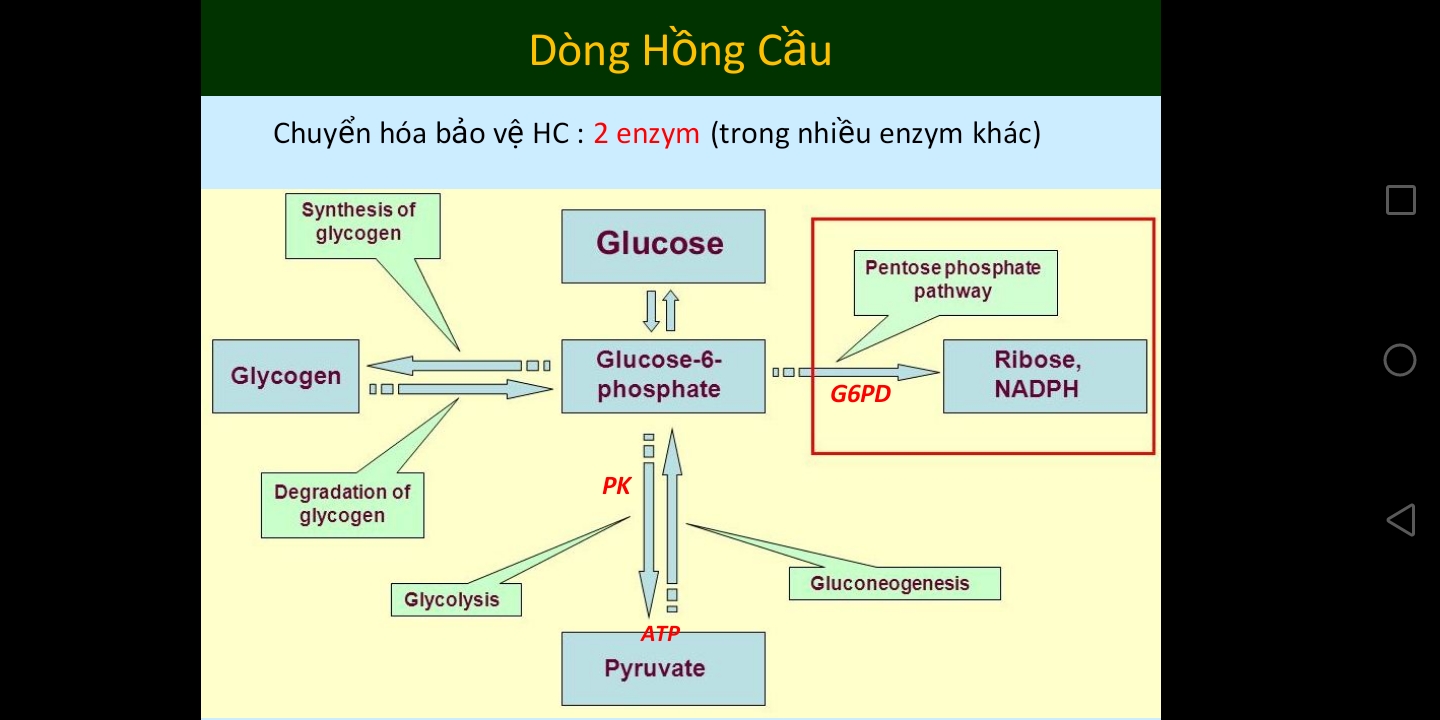 Dòng Hồng Cầu
Chuyển hóa bảo vệ HC : 2 enzym (trong nhiều enzym khác)
Synthesis of
glycogen
Glucose
Pentose phosphate
pathway
Glycogen
Glucose-6-
phosphate
Ribose,
NADPH
G6PD
PK
Degradation of
glycogen
Glycolysis
Gluconeogenesis
ATP
Pyruvate